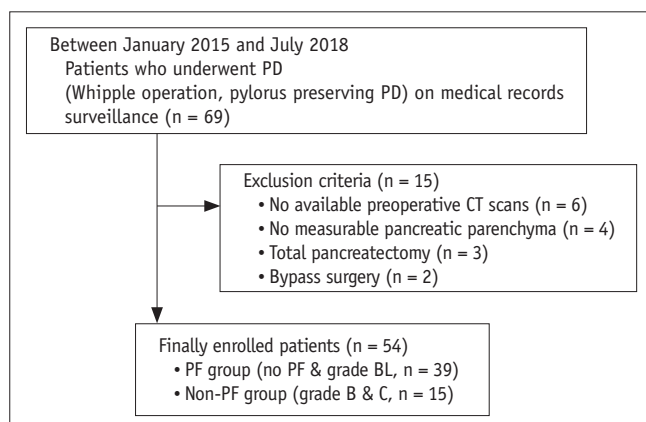 Between January 2015 and July 2018
Patients who underwent PD
(Whipple operation, pylorus preserving PD) on medical records
surveillance (n = 69)
Exclusion criteria (n = 15)
• No available preoperative CT scans (n = 6)
• No measurable pancreatic parenchyma (n = 4)
• Total pancreatectomy (n = 3)
• Bypass surgery (n = 2)
Finally enrolled patients (n = 54)
• PF group (no PF & grade BL, n = 39)
• Non-PF group (grade B & C, n = 15)